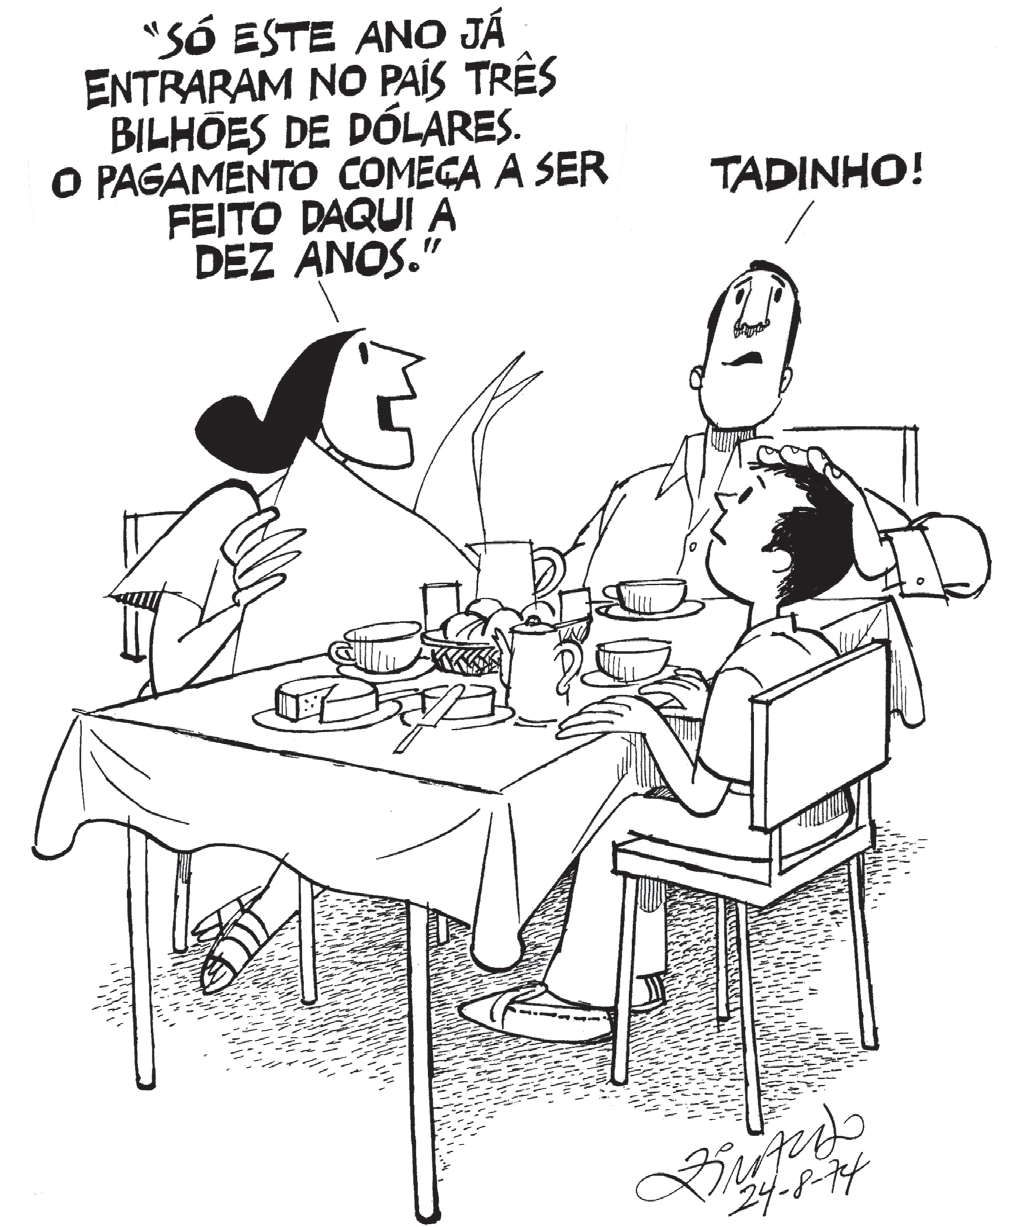 "SÓ ESTE ANO JÁ
ENTRARAM NO PAÍS TRÊS
BILHÕES DE DÓLARES.
O PAGAMENTO COMEÇA A SER
FEITO DAQUI A
DEZ ANOS."
TADINHO!
ZIRALDO
24-8-74